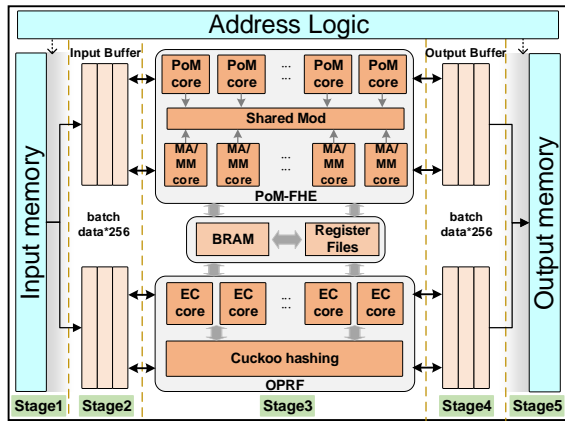 Address Logic
Input memory
Input Buffer
PoM core
PoM core
... ...
PoM core
PoM core
Output Buffer
Output memory
Shared Mod
MA/ MM core
MA/ MM core
... ...
MA/ MM core
MA/ MM core
PoM-FHE
batch data*256
BRAM
Register Files
batch data*256
EC core
EC core
... ...
EC core
EC core
Cuckoo hashing
OPRF
Stage1
Stage2
Stage3
Stage4
Stage5